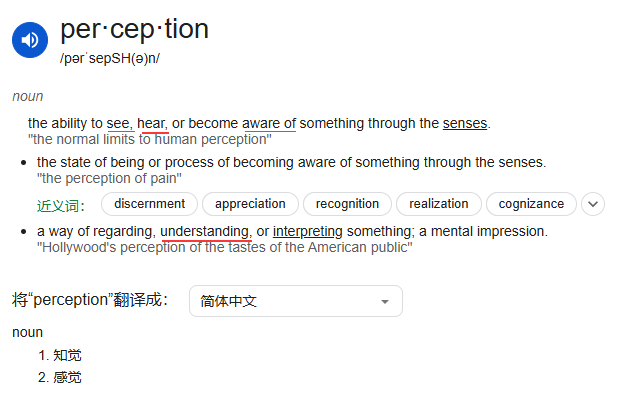 per·cep·tion
/pərˈsepSH(ə)n/
noun
the ability to see, hear, or become aware of something through the senses.
"the normal limits to human perception"
• the state of being or process of becoming aware of something through the senses.
"the perception of pain"
近义词： discernment appreciation recognition realization cognizance
• a way of regarding, understanding, or interpreting something; a mental impression.
"Hollywood's perception of the tastes of the American public"
将“perception”翻译成： 简体中文
noun
1. 知觉
2. 感觉